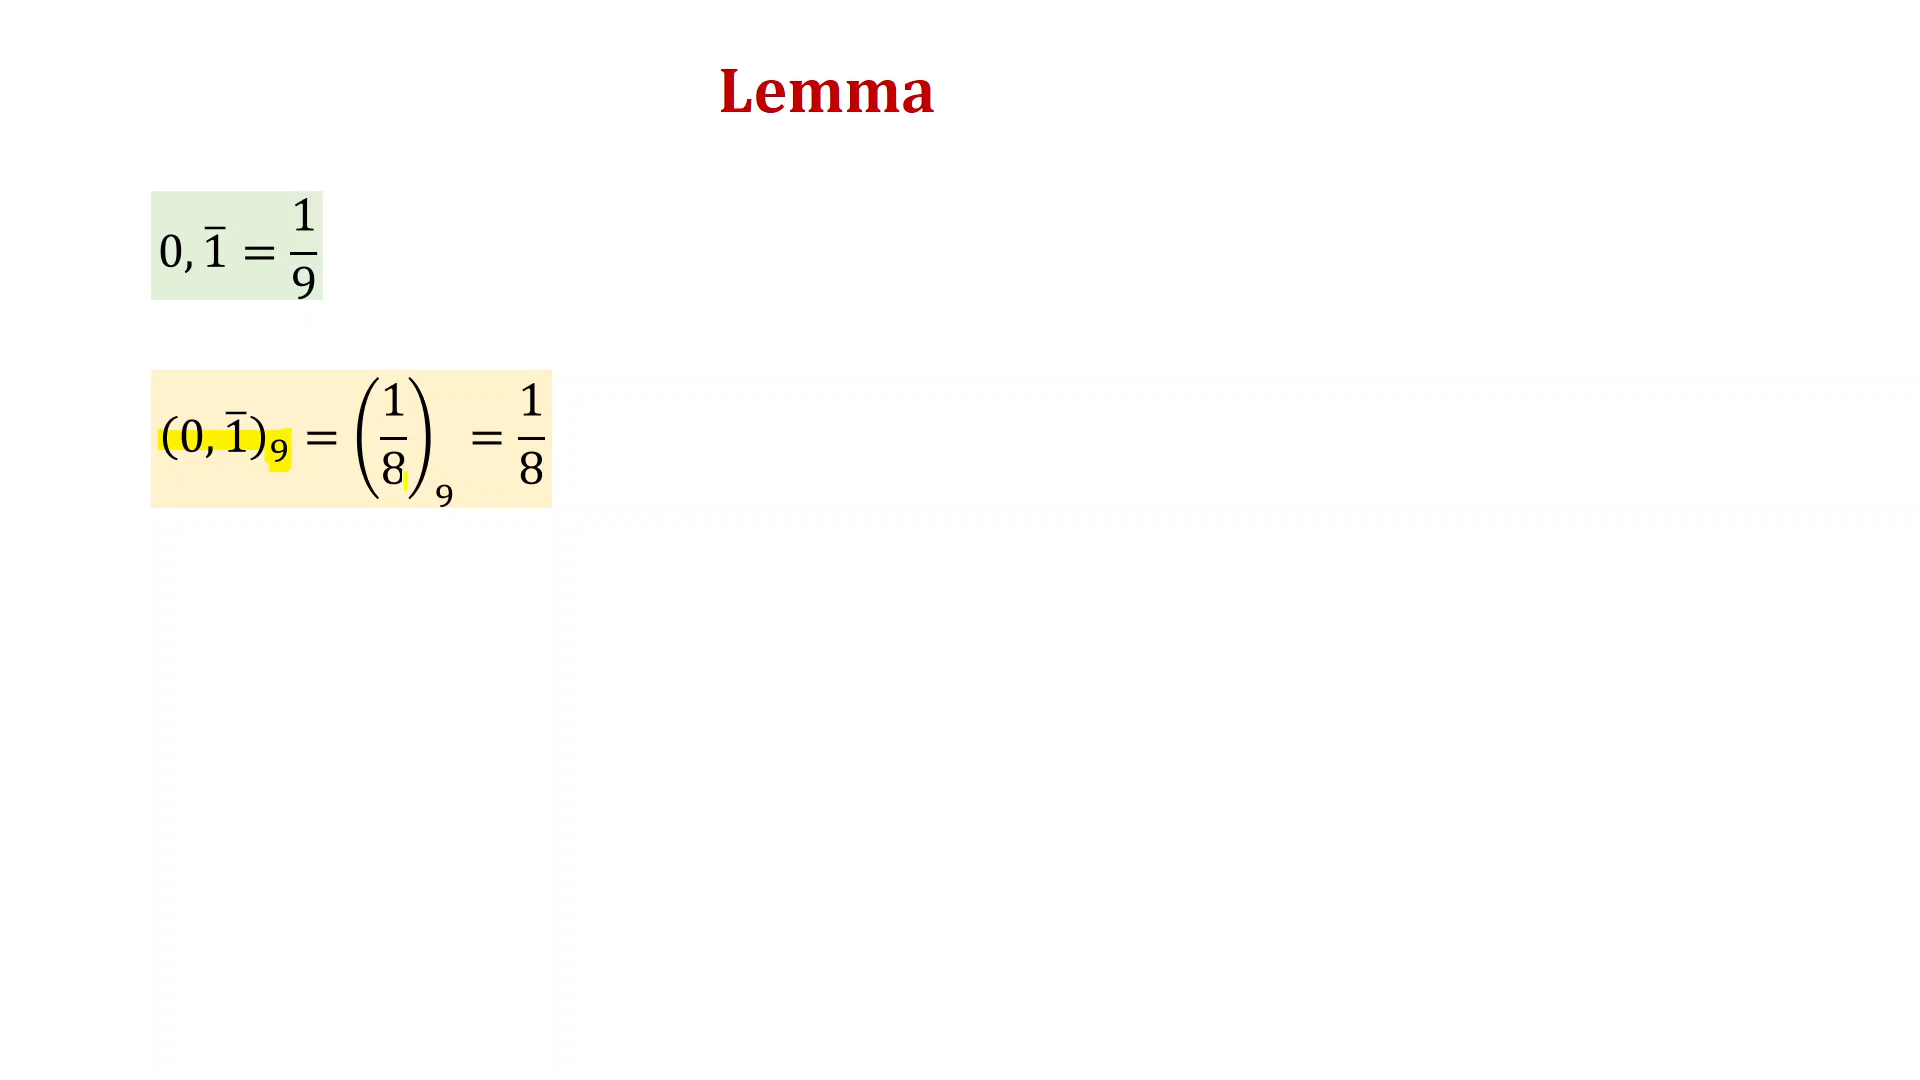 Lemma
0, 1̅ = 1/9
(0, 1̅)₉ = (1/8)₉ = 1/8